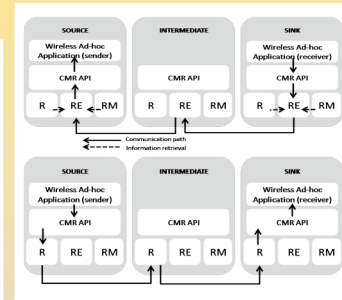 SOURCE INTERMEDIATE SINK
Wireless Ad-hoc Application (sender) Wireless Ad-hoc Application (receiver)
CMR API CMR API CMR API
R RE RM R RE RM R RE RM
Communication path
Information retrieval
SOURCE INTERMEDIATE SINK
Wireless Ad-hoc Application (sender) Wireless Ad-hoc Application (receiver)
CMR API CMR API CMR API
R RE RM R RE RM R RE RM